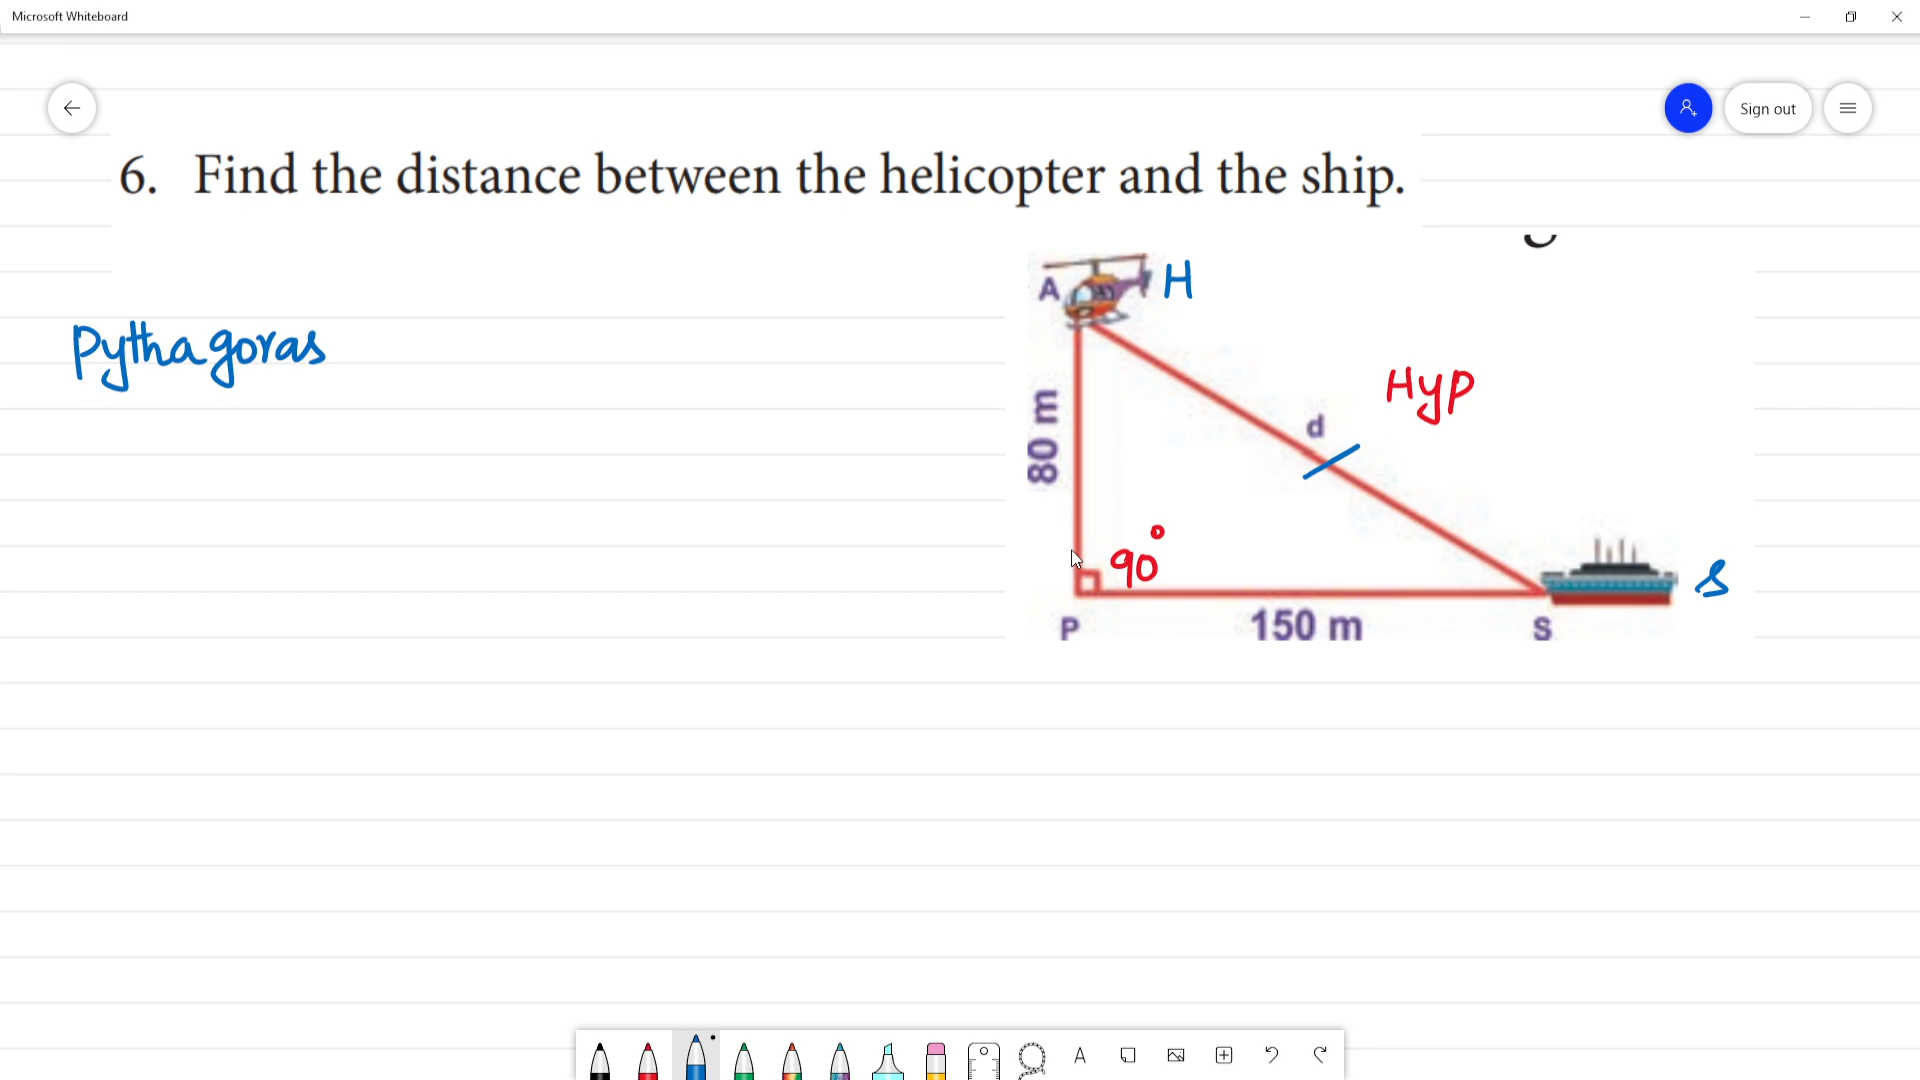 Microsoft Whiteboard
Sign out
6. Find the distance between the helicopter and the ship.
A H
Pythagoras
Hyp
d
80 m
90°
S
P 150 m S
A